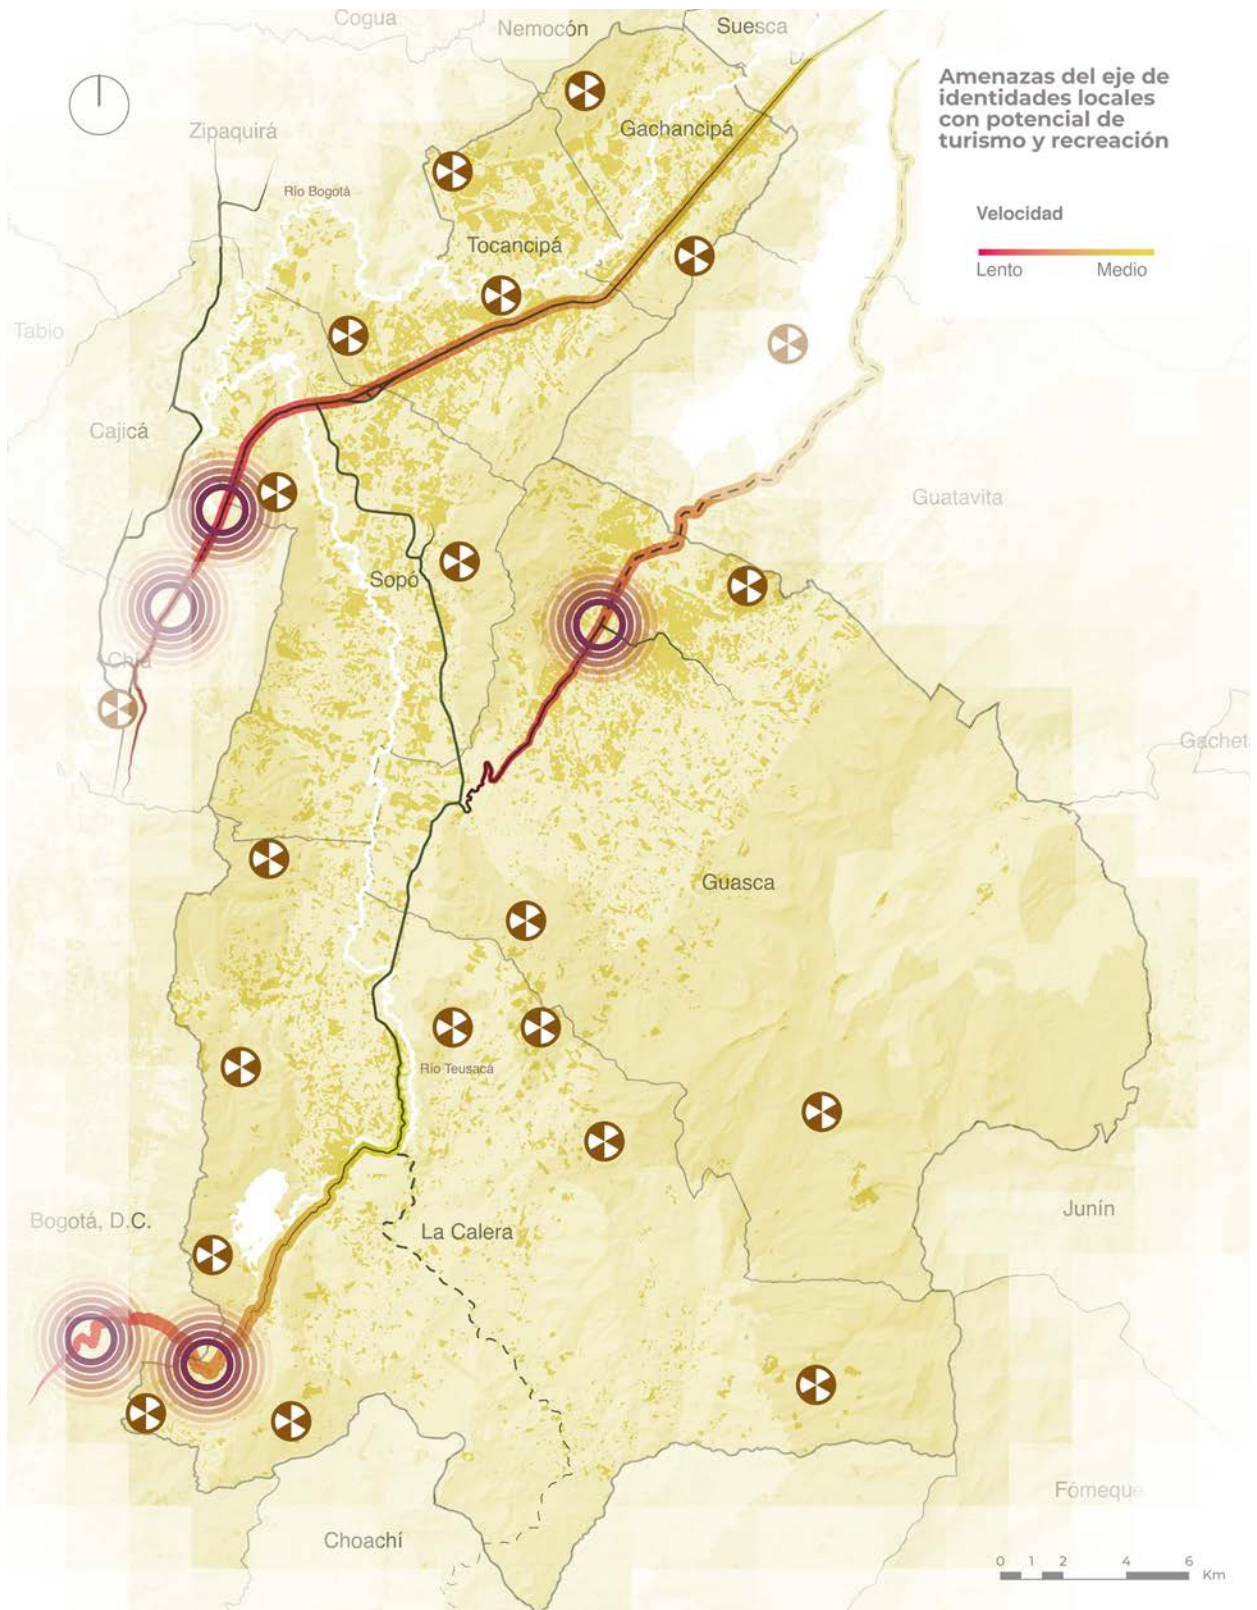 Cogua
Nemocón
Suesca
Amenazas del eje de
identidades locales
con potencial de
turismo y recreación
Zipaquirá
Gachancipá
Río Bogotá
Velocidad
Tocancipá
Lento
Medio
Tabio
Cajicá
Guatavita
Sopó
Chía
Gachetá
Guasca
Río Teusacá
Bogotá, D.C.
La Calera
Junín
Fómeque
Choachí
0 1 2 4 6
Km